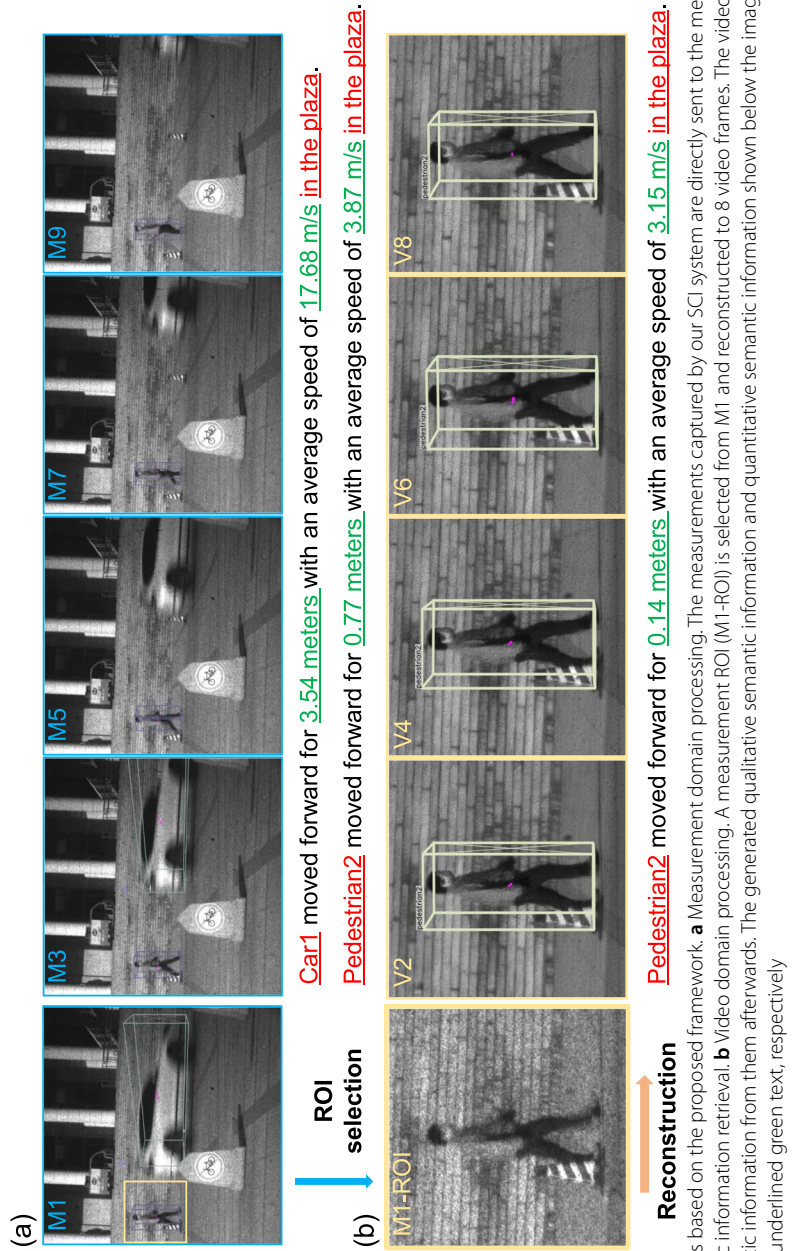 (a)
M1
M3
M5
M7
M9
Car1 moved forward for 3.54 meters with an average speed of 17.68 m/s in the plaza.
ROI
selection
Pedestrian2 moved forward for 0.77 meters with an average speed of 3.87 m/s in the plaza.
(b)
M1-ROI
V2
pedestrian2
V4
pedestrian2
V6
pedestrian2
V8
pedestrian2
Reconstruction
Pedestrian2 moved forward for 0.14 meters with an average speed of 3.15 m/s in the plaza.
s based on the proposed framework. a Measurement domain processing. The measurements captured by our SCI system are directly sent to the me
c information retrieval. b Video domain processing. A measurement ROI (M1-ROI) is selected from M1 and reconstructed to 8 video frames. The video
tic information from them afterwards. The generated qualitative semantic information and quantitative semantic information shown below the imag
underlined green text, respectively